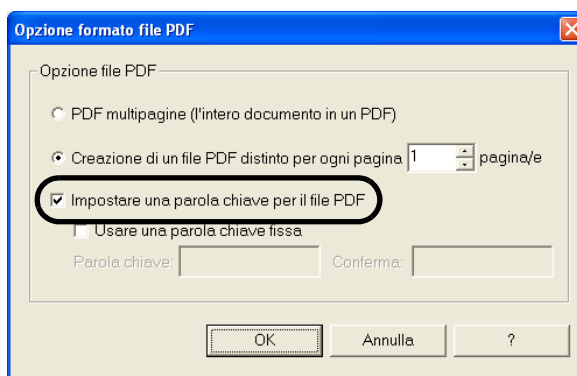 Opzione formato file PDF
Opzione file PDF
PDF multipagine (l'intero documento in un PDF)
Creazione di un file PDF distinto per ogni pagina 1 pagina/e
Impostare una parola chiave per il file PDF
Usare una parola chiave fissa
Parola chiave: Conferma:
OK Annulla ?